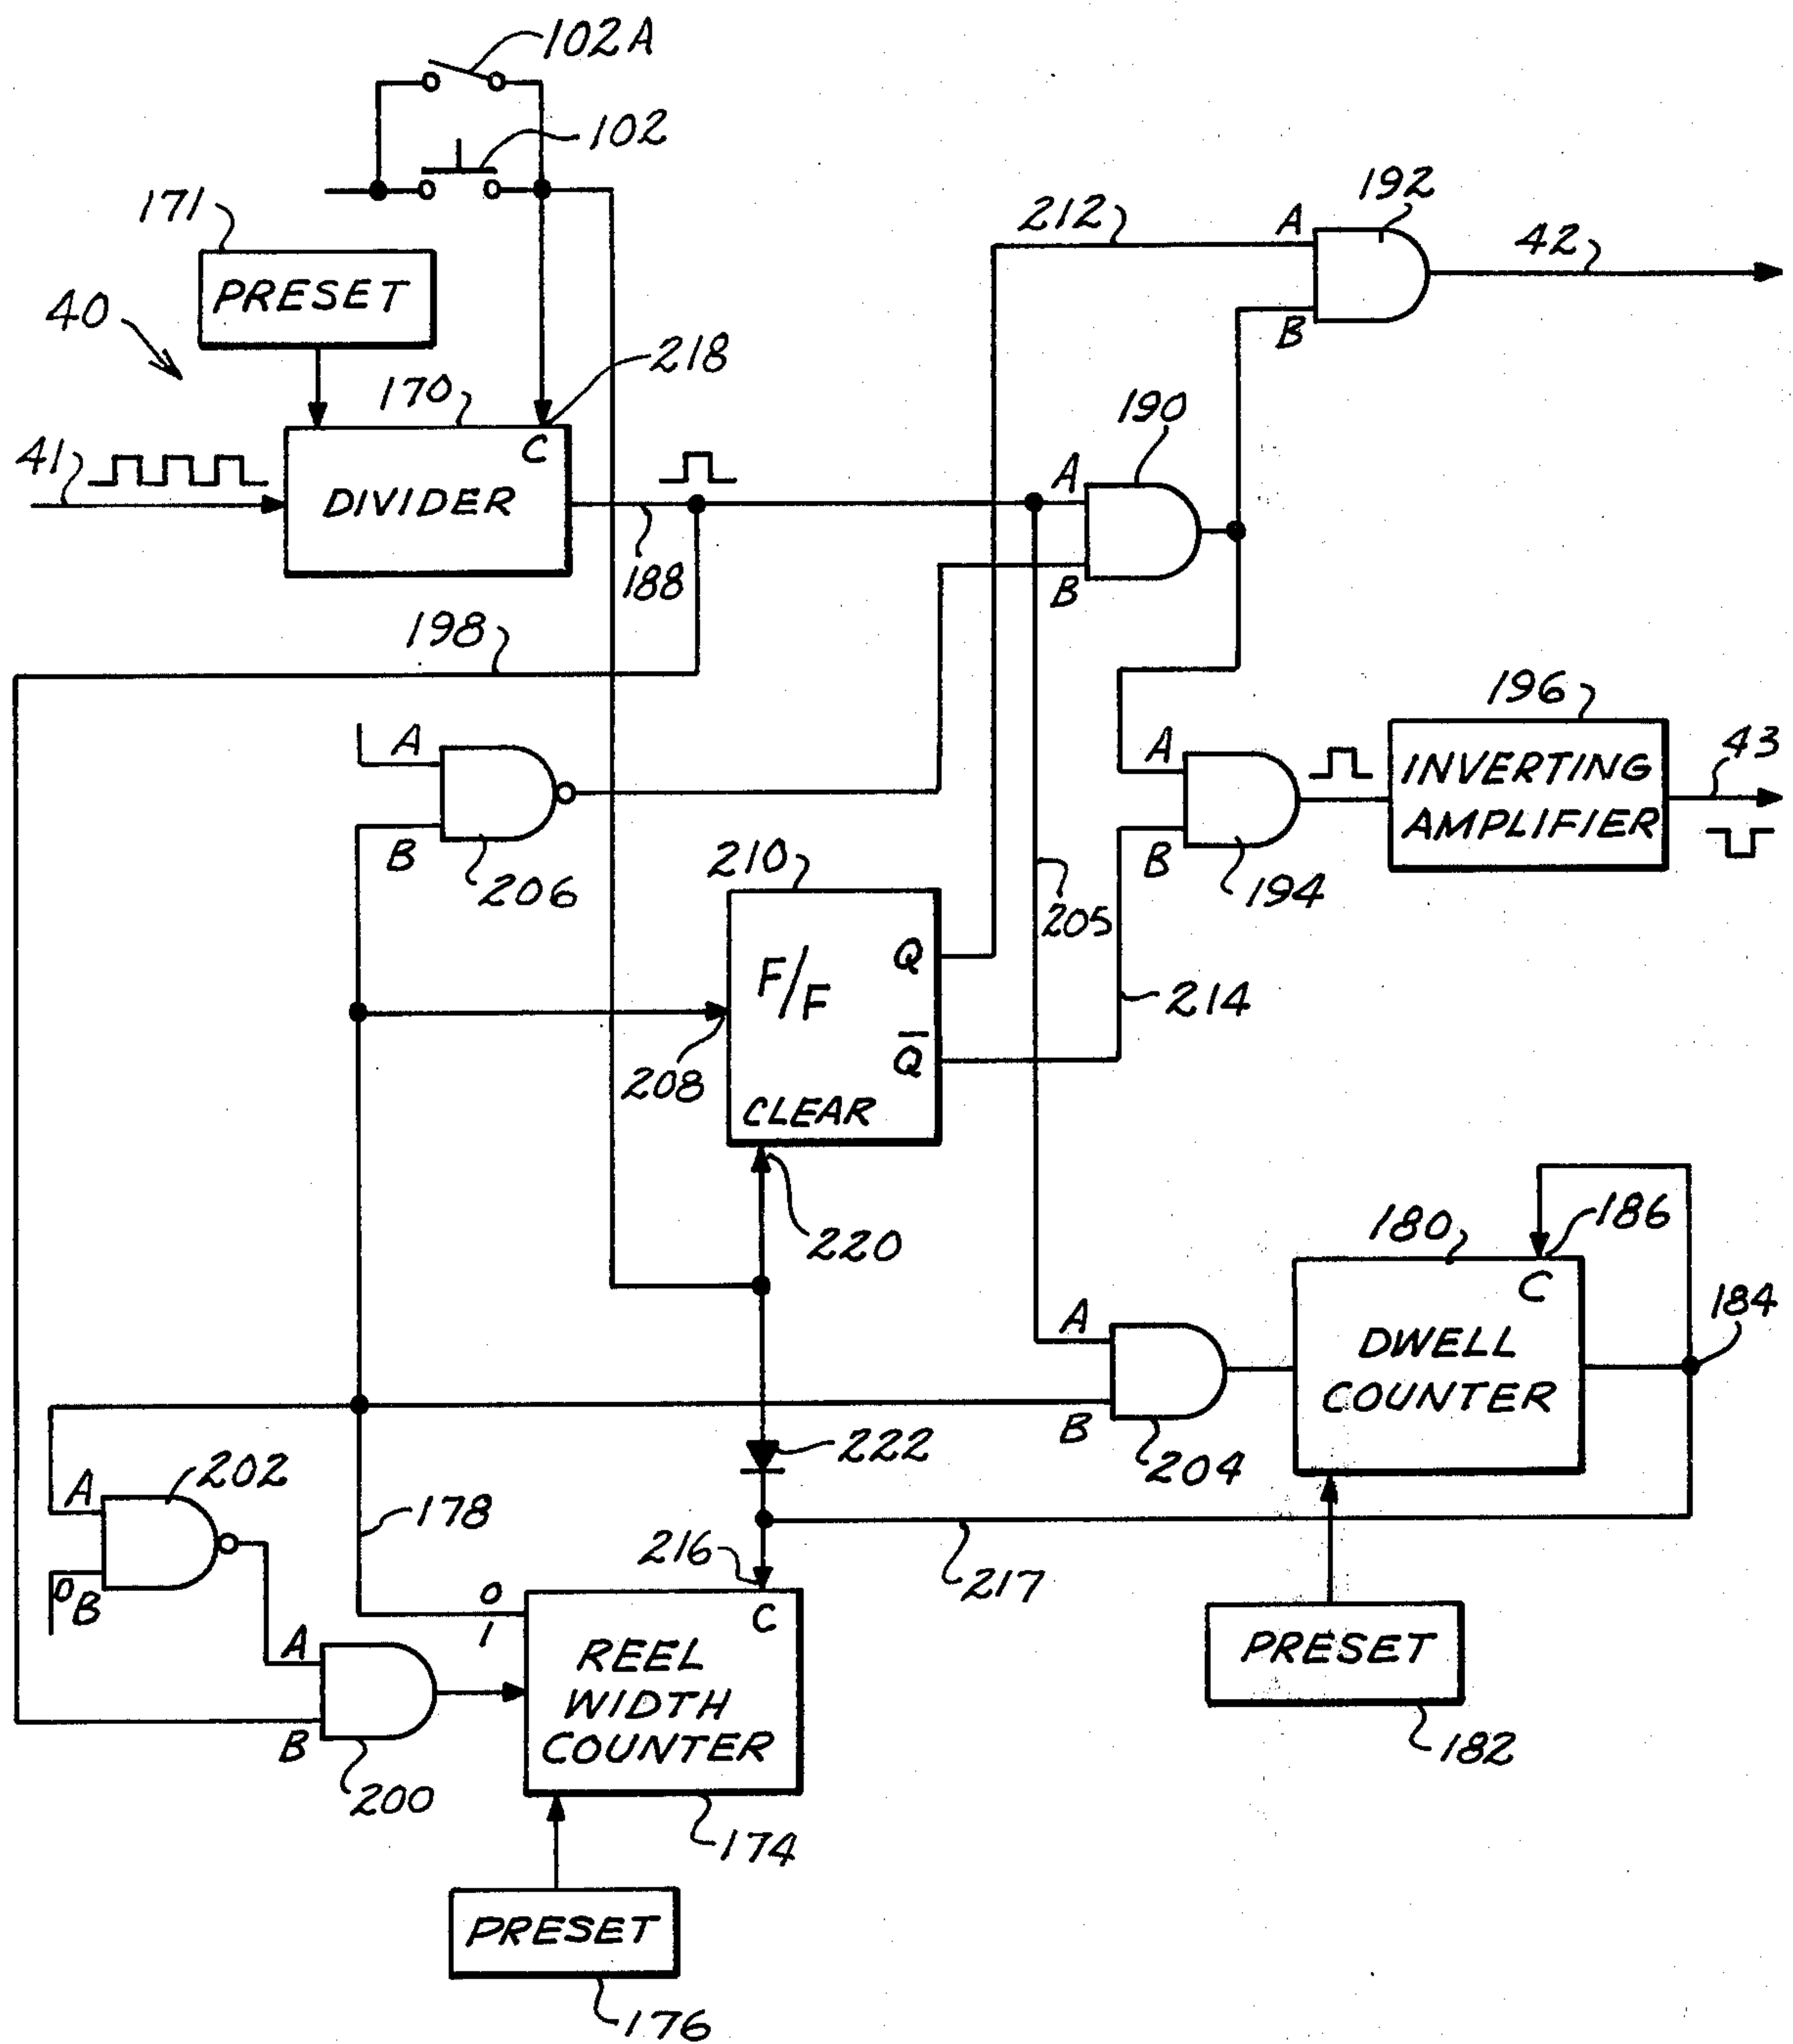 102A
102
171
PRESET
40
170
218
C
41
DIVIDER
188
198
212
A
192
42
B
190
A
B
A
B
206
210
F/F
Q
Q̅
CLEAR
208
220
205
214
A
B
194
196
INVERTING
AMPLIFIER
43
180
186
C
184
DWELL
COUNTER
A
B
204
222
217
216
178
A
202
0
B
0
1
C
REEL
WIDTH
COUNTER
A
B
200
174
PRESET
182
PRESET
176